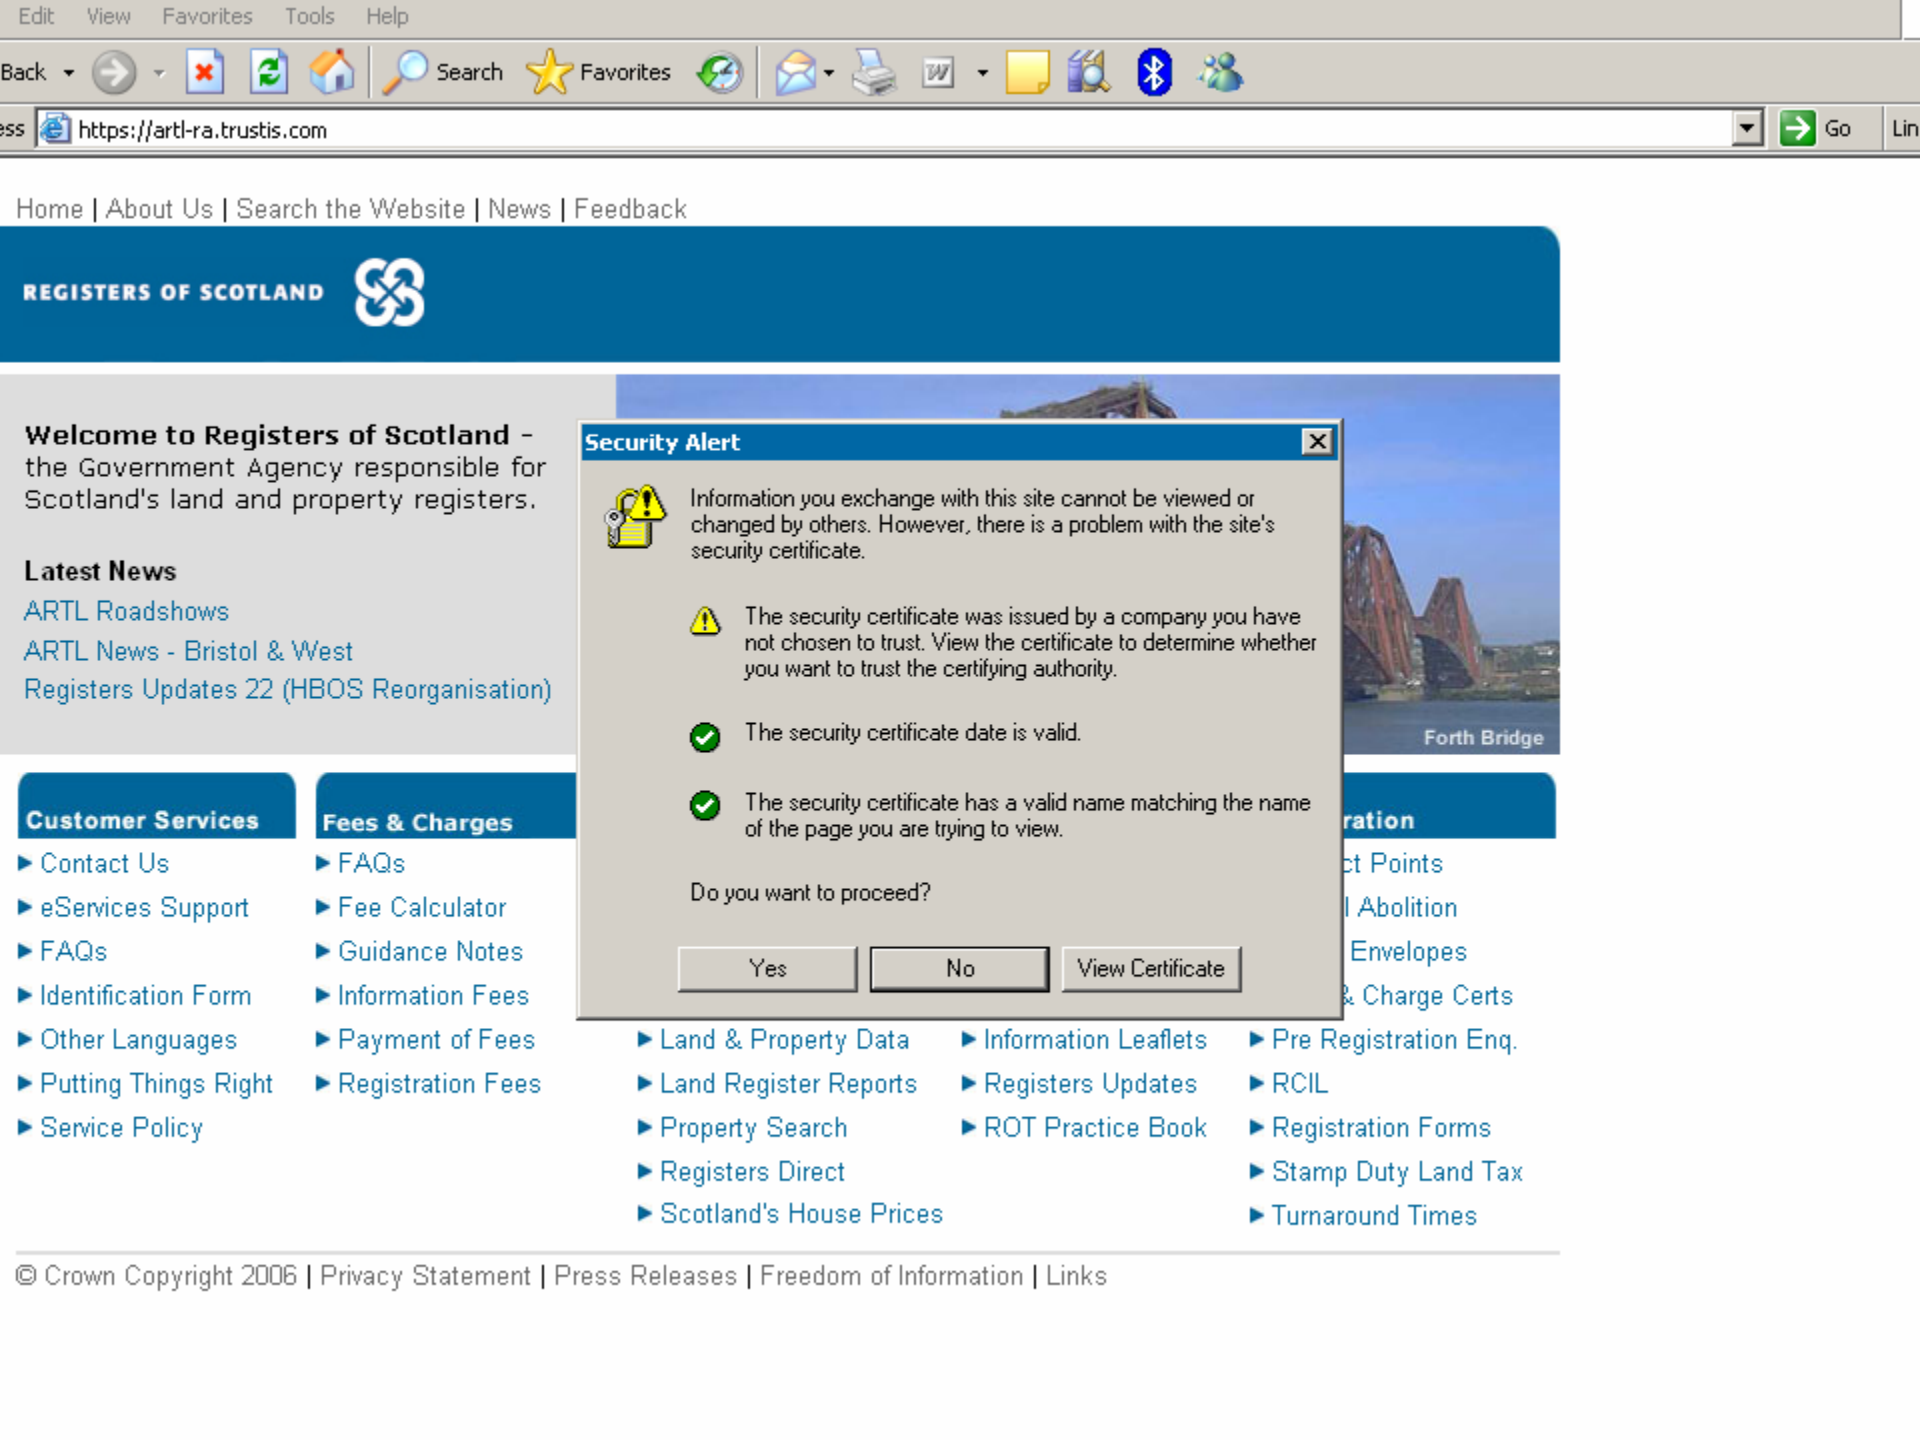 Edit View Favorites Tools Help
Back Search Favorites
https://artl-ra.trustis.com Go
Home | About Us | Search the Website | News | Feedback
REGISTERS OF SCOTLAND
Welcome to Registers of Scotland -
the Government Agency responsible for
Scotland's land and property registers.
Latest News
ARTL Roadshows
ARTL News - Bristol & West
Registers Updates 22 (HBOS Reorganisation)
Forth Bridge
Security Alert
Information you exchange with this site cannot be viewed or
changed by others. However, there is a problem with the site's
security certificate.
The security certificate was issued by a company you have
not chosen to trust. View the certificate to determine whether
you want to trust the certifying authority.
The security certificate date is valid.
The security certificate has a valid name matching the name
of the page you are trying to view.
Do you want to proceed?
Yes No View Certificate
Customer Services
Contact Us
eServices Support
FAQs
Identification Form
Other Languages
Putting Things Right
Service Policy
Fees & Charges
FAQs
Fee Calculator
Guidance Notes
Information Fees
Payment of Fees
Registration Fees
Land & Property Data
Land Register Reports
Property Search
Registers Direct
Scotland's House Prices
Information Leaflets
Registers Updates
ROT Practice Book
Points
Abolition
Envelopes
& Charge Certs
Pre Registration Enq.
RCIL
Registration Forms
Stamp Duty Land Tax
Turnaround Times
© Crown Copyright 2006 | Privacy Statement | Press Releases | Freedom of Information | Links